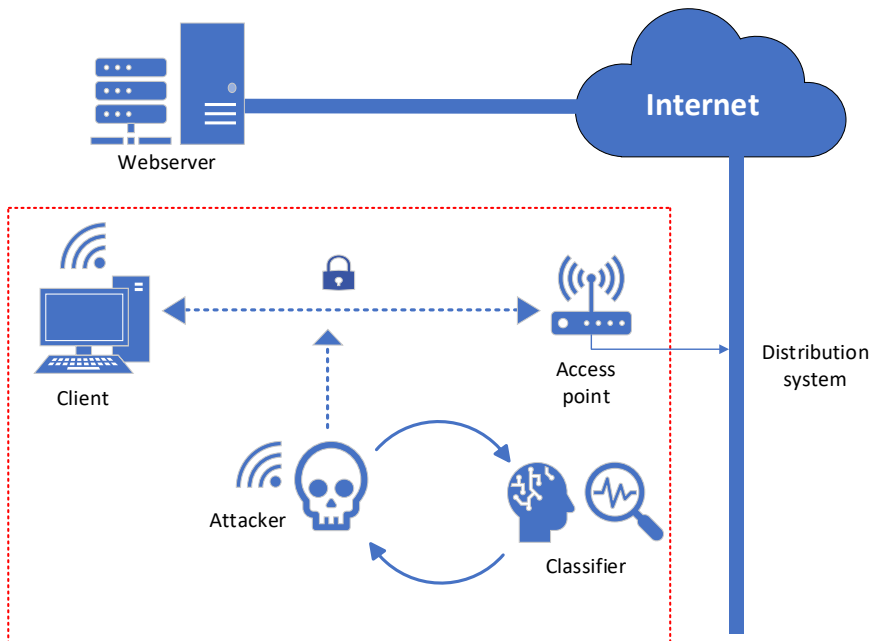 Internet
Webserver
Client
Access
point
Distribution
system
Attacker
Classifier